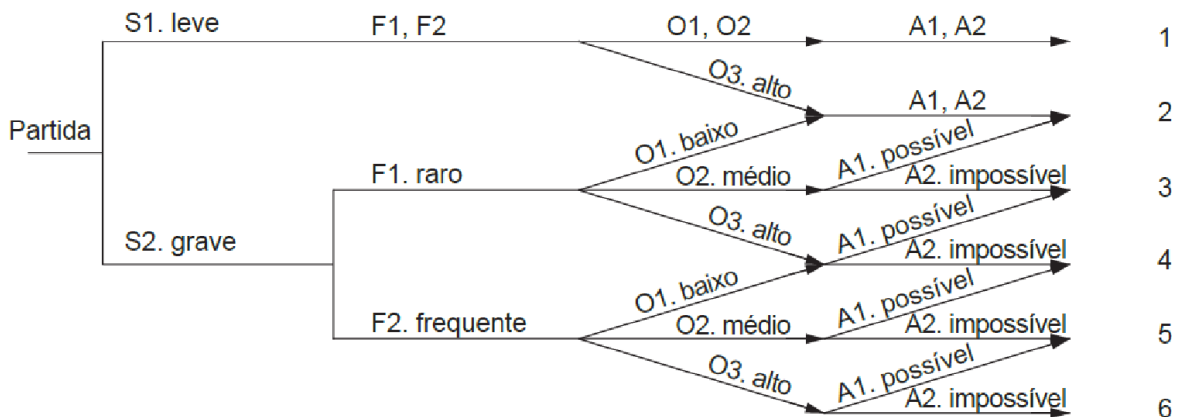 S1. leve F1, F2 O1, O2 A1, A2 1
O3. alto
A1, A2 2
Partida
O1. baixo
A1. possível
F1. raro O2. médio A2. impossível 3
O3. alto
A1. possível
S2. grave A2. impossível 4
O1. baixo
A1. possível
F2. frequente O2. médio A2. impossível 5
O3. alto
A1. possível
A2. impossível 6